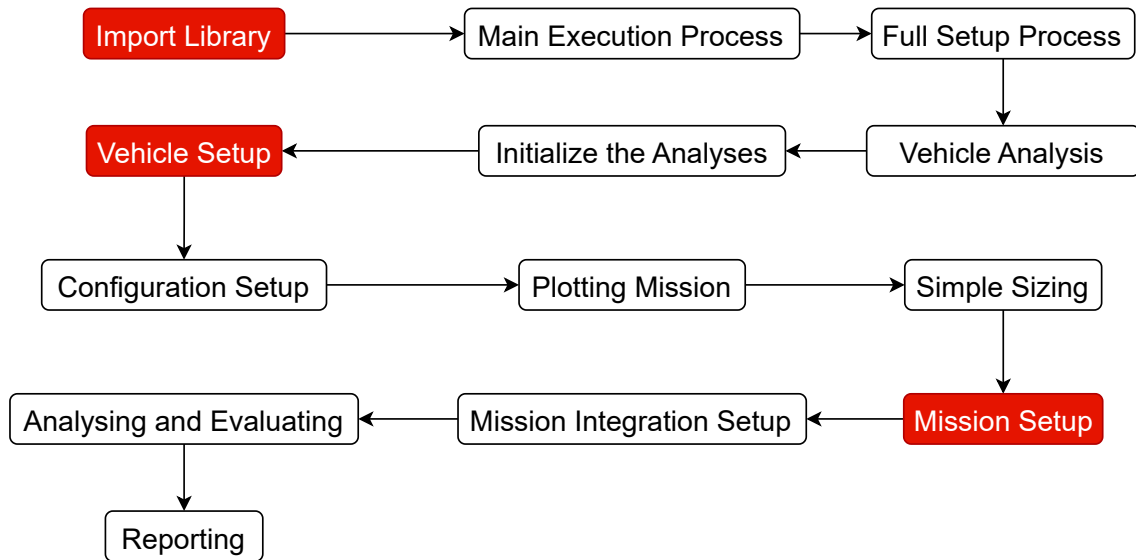 Import Library
Main Execution Process
Full Setup Process
Vehicle Setup
Initialize the Analyses
Vehicle Analysis
Configuration Setup
Plotting Mission
Simple Sizing
Analysing and Evaluating
Mission Integration Setup
Mission Setup
Reporting